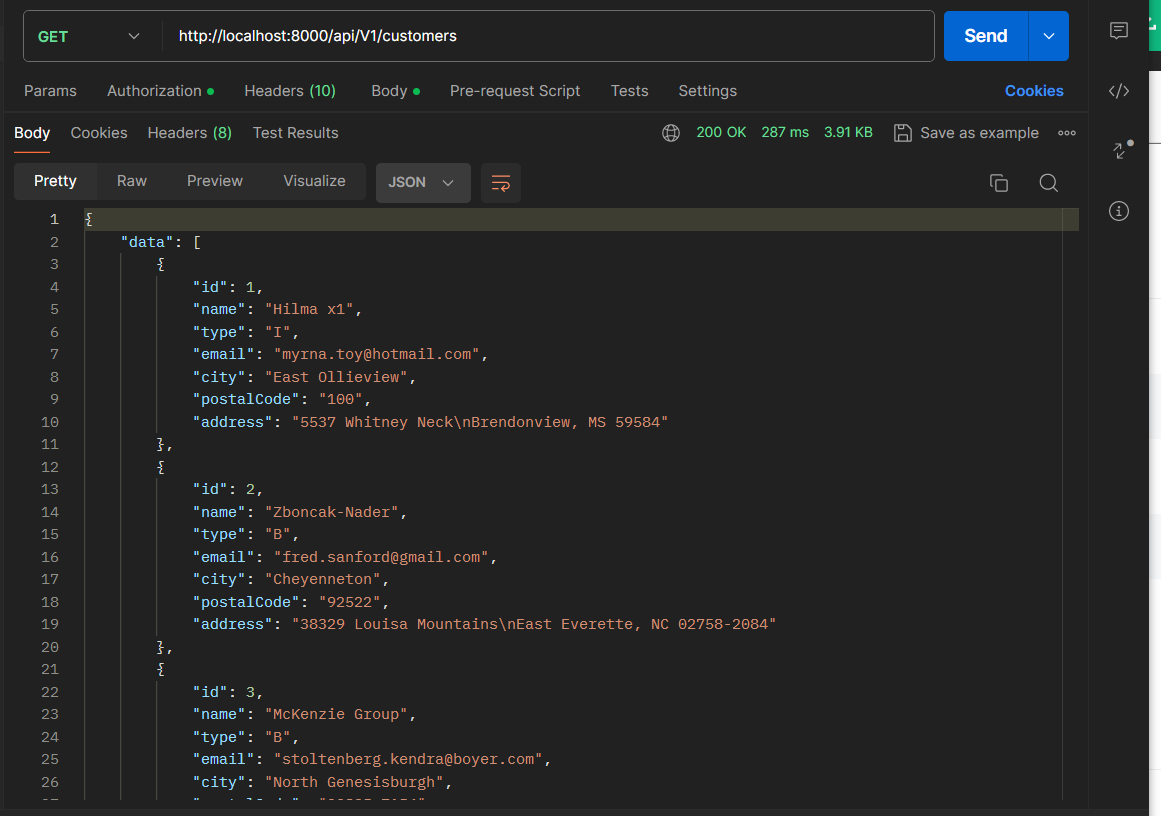 GET http://localhost:8000/api/V1/customers Send
Params Authorization Headers (10) Body Pre-request Script Tests Settings Cookies
Body Cookies Headers (8) Test Results 200 OK 287 ms 3.91 KB Save as example
Pretty Raw Preview Visualize JSON
1 {
2 "data": [
3 {
4 "id": 1,
5 "name": "Hilma x1",
6 "type": "I",
7 "email": "myrna.toy@hotmail.com",
8 "city": "East Ollieview",
9 "postalCode": "100",
10 "address": "5537 Whitney Neck\nBrendonview, MS 59584"
11 },
12 {
13 "id": 2,
14 "name": "Zboncak-Nader",
15 "type": "B",
16 "email": "fred.sanford@gmail.com",
17 "city": "Cheyenneton",
18 "postalCode": "92522",
19 "address": "38329 Louisa Mountains\nEast Everette, NC 02758-2084"
20 },
21 {
22 "id": 3,
23 "name": "McKenzie Group",
24 "type": "B",
25 "email": "stoltenberg.kendra@boyer.com",
26 "city": "North Genesisburgh",